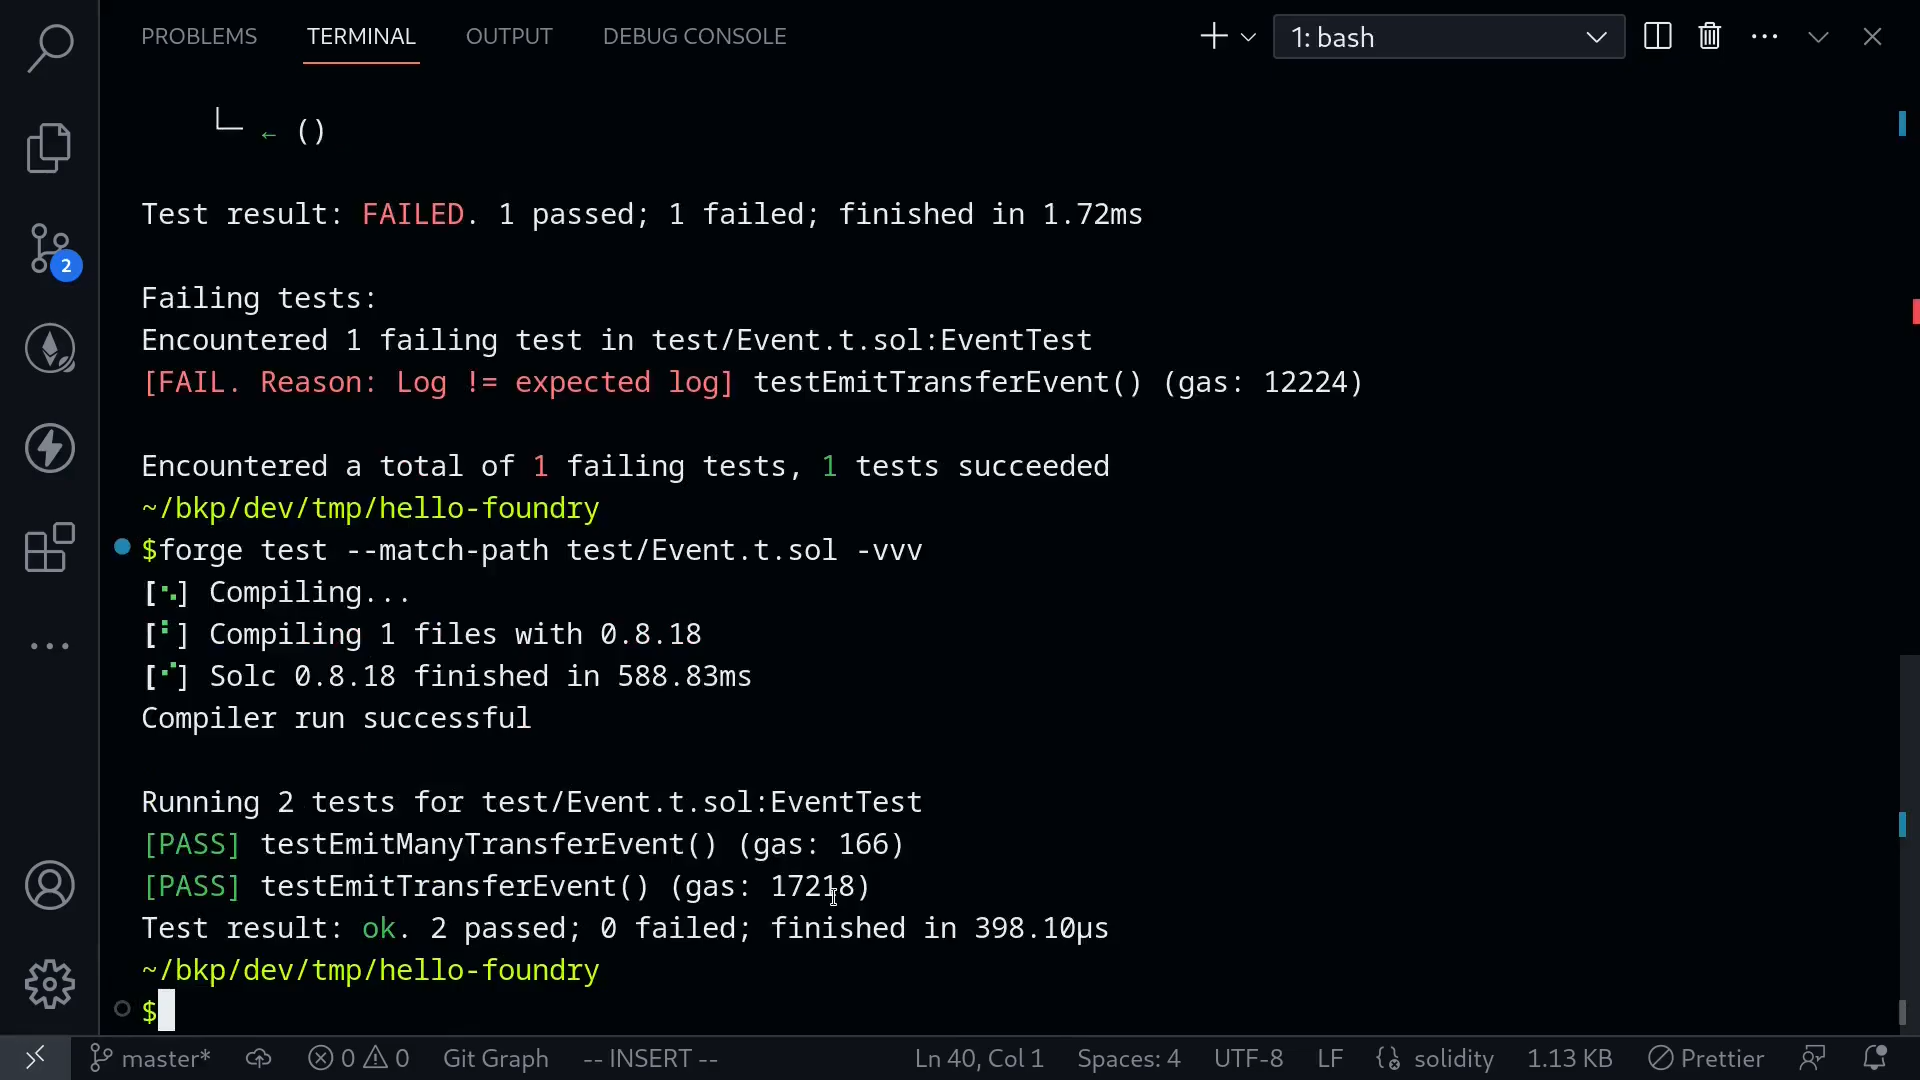 PROBLEMS TERMINAL OUTPUT DEBUG CONSOLE 1: bash
└─ ← ()
Test result: FAILED. 1 passed; 1 failed; finished in 1.72ms
Failing tests:
Encountered 1 failing test in test/Event.t.sol:EventTest
[FAIL. Reason: Log != expected log] testEmitTransferEvent() (gas: 12224)
Encountered a total of 1 failing tests, 1 tests succeeded
~/bkp/dev/tmp/hello-foundry
2
$forge test --match-path test/Event.t.sol -vvv
[⠢] Compiling...
[⠃] Compiling 1 files with 0.8.18
[⠊] Solc 0.8.18 finished in 588.83ms
Compiler run successful
Running 2 tests for test/Event.t.sol:EventTest
[PASS] testEmitManyTransferEvent() (gas: 166)
[PASS] testEmitTransferEvent() (gas: 17218)
Test result: ok. 2 passed; 0 failed; finished in 398.10µs
~/bkp/dev/tmp/hello-foundry
$
master* 0 0 Git Graph -- INSERT -- Ln 40, Col 1 Spaces: 4 UTF-8 LF solidity 1.13 KB Prettier